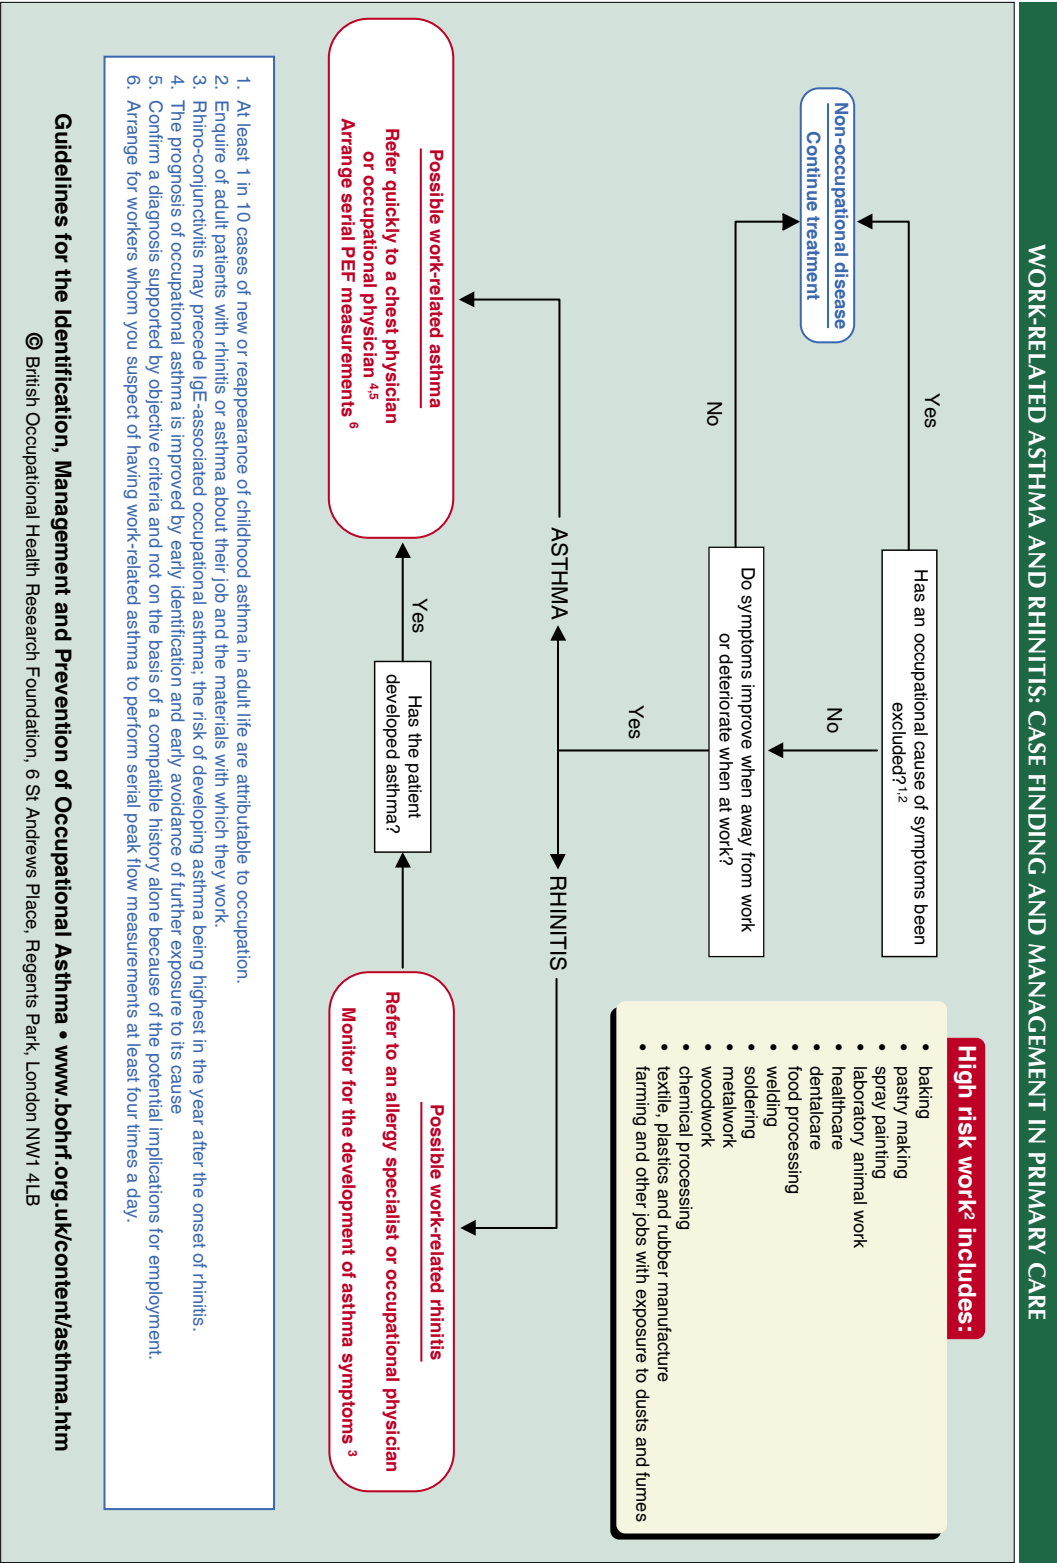 WORK-RELATED ASTHMA AND RHINITIS: CASE FINDING AND MANAGEMENT IN PRIMARY CARE
Has an occupational cause of symptoms been
excluded?1,2
Yes
No
Non-occupational disease
Continue treatment
Do symptoms improve when away from work
or deteriorate when at work?
No
Yes
High risk work2 includes:
• baking
• pastry making
• spray painting
• laboratory animal work
• healthcare
• dentalcare
• food processing
• welding
• soldering
• metalwork
• woodwork
• chemical processing
• textile, plastics and rubber manufacture
• farming and other jobs with exposure to dusts and fumes
ASTHMA
RHINITIS
Possible work-related asthma
Refer quickly to a chest physician
or occupational physician 4,5
Arrange serial PEF measurements 6
Yes
Has the patient
developed asthma?
Possible work-related rhinitis
Refer to an allergy specialist or occupational physician
Monitor for the development of asthma symptoms 3
1. At least 1 in 10 cases of new or reappearance of childhood asthma in adult life are attributable to occupation.
2. Enquire of adult patients with rhinitis or asthma about their job and the materials with which they work.
3. Rhino-conjunctivitis may precede IgE-associated occupational asthma; the risk of developing asthma being highest in the year after the onset of rhinitis.
4. The prognosis of occupational asthma is improved by early identification and early avoidance of further exposure to its cause
5. Confirm a diagnosis supported by objective criteria and not on the basis of a compatible history alone because of the potential implications for employment.
6. Arrange for workers whom you suspect of having work-related asthma to perform serial peak flow measurements at least four times a day.
Guidelines for the Identification, Management and Prevention of Occupational Asthma • www.bohrf.org.uk/content/asthma.htm
© British Occupational Health Research Foundation, 6 St Andrews Place, Regents Park, London NW1 4LB